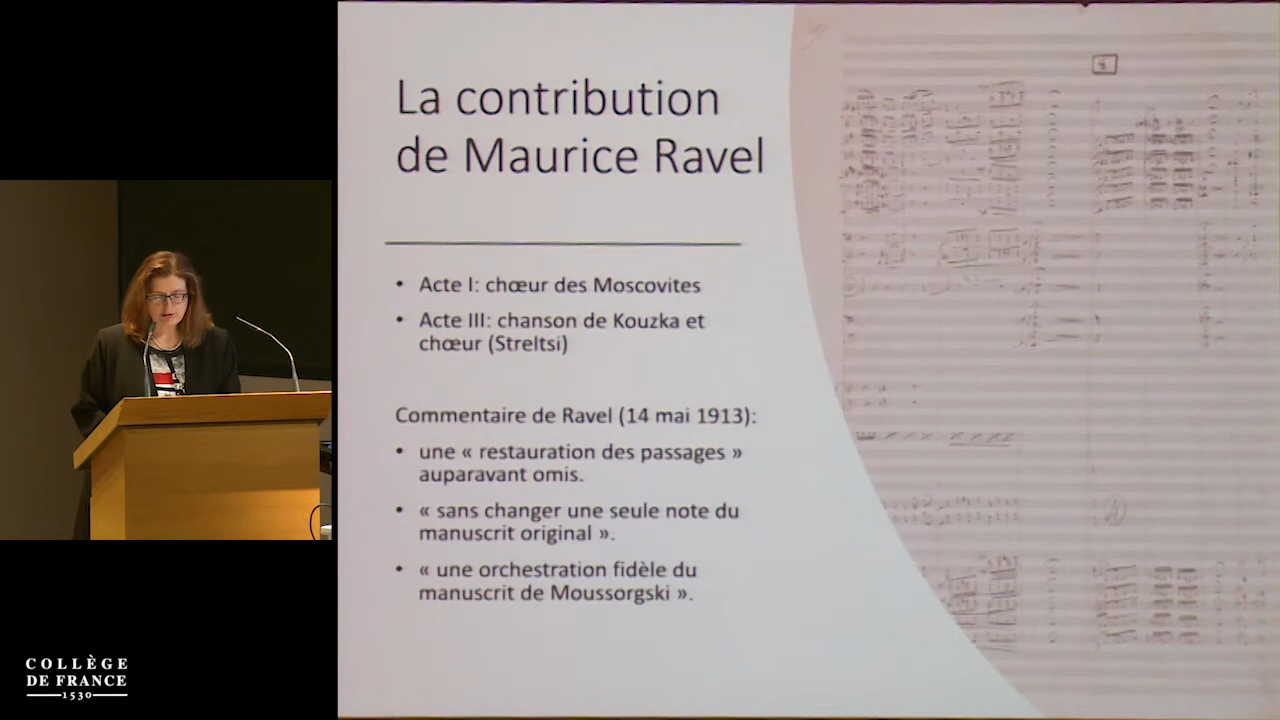 La contribution
de Maurice Ravel
• Acte I: chœur des Moscovites
• Acte III: chanson de Kouzka et
chœur (Streltsi)
Commentaire de Ravel (14 mai 1913):
• une « restauration des passages »
auparavant omis.
• « sans changer une seule note du
manuscrit original ».
• « une orchestration fidèle du
manuscrit de Moussorgski ».
COLLÈGE
DE FRANCE
1530